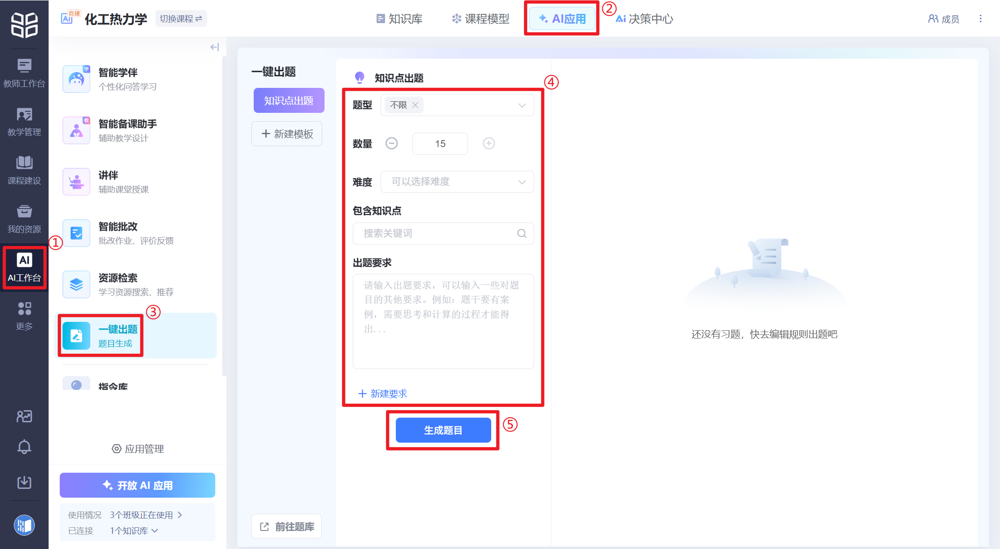 教师工作台
教学管理
课程建设
我的资源
①
AI
AI工作台
更多
自建
AI
化工热力学
切换课程
知识库
课程模型
AI应用
②
Ai 决策中心
成员
学
智能学伴
个性化问答学习
教
智能备课助手
辅助教学设计
讲伴
辅助课堂授课
智能批改
批改作业、评价反馈
资源检索
学习资源搜索、推荐
③
一键出题
题目生成
指令库
应用管理
开放 AI 应用
使用情况 3个班级正在使用
已连接 1个知识库
一键出题
知识点出题
新建模板
前往题库
知识点出题
④
题型 不限
数量 15
难度 可以选择难度
包含知识点
搜索关键词
出题要求
请输入出题要求，可以输入一些对题
目的其他要求。例如：题干要有案
例，需要思考和计算的过程才能得
出...
新建要求
生成题目
⑤
还没有习题，快去编辑规则出题吧